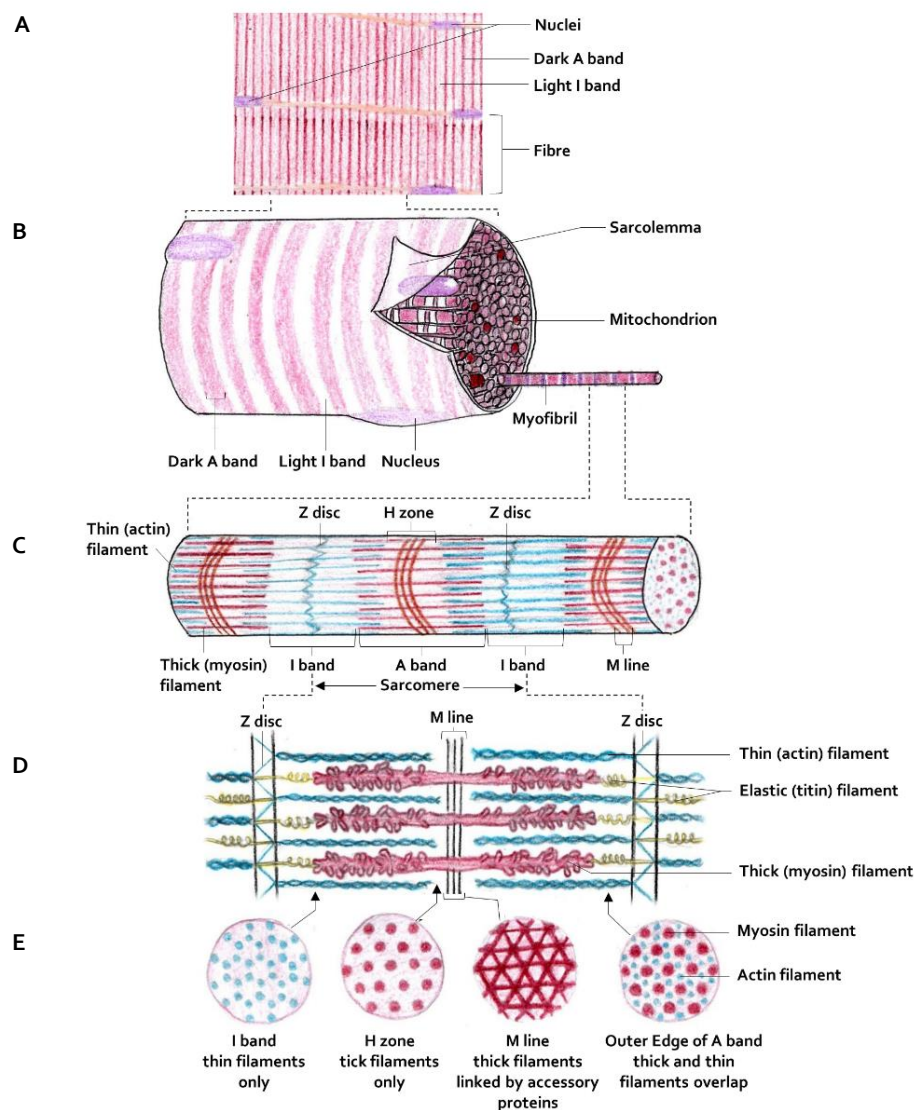 A
Nuclei
Dark A band
Light I band
Fibre
B
Sarcolemma
Mitochondrion
Myofibril
Dark A band
Light I band
Nucleus
C
Z disc
H zone
Z disc
Thin (actin)
filament
Thick (myosin)
filament
I band
A band
I band
M line
Sarcomere
D
Z disc
M line
Z disc
Thin (actin) filament
Elastic (titin) filament
Thick (myosin) filament
E
Myosin filament
Actin filament
I band
thin filaments
only
H zone
tick filaments
only
M line
thick filaments
linked by accessory
proteins
Outer Edge of A band
thick and thin
filaments overlap